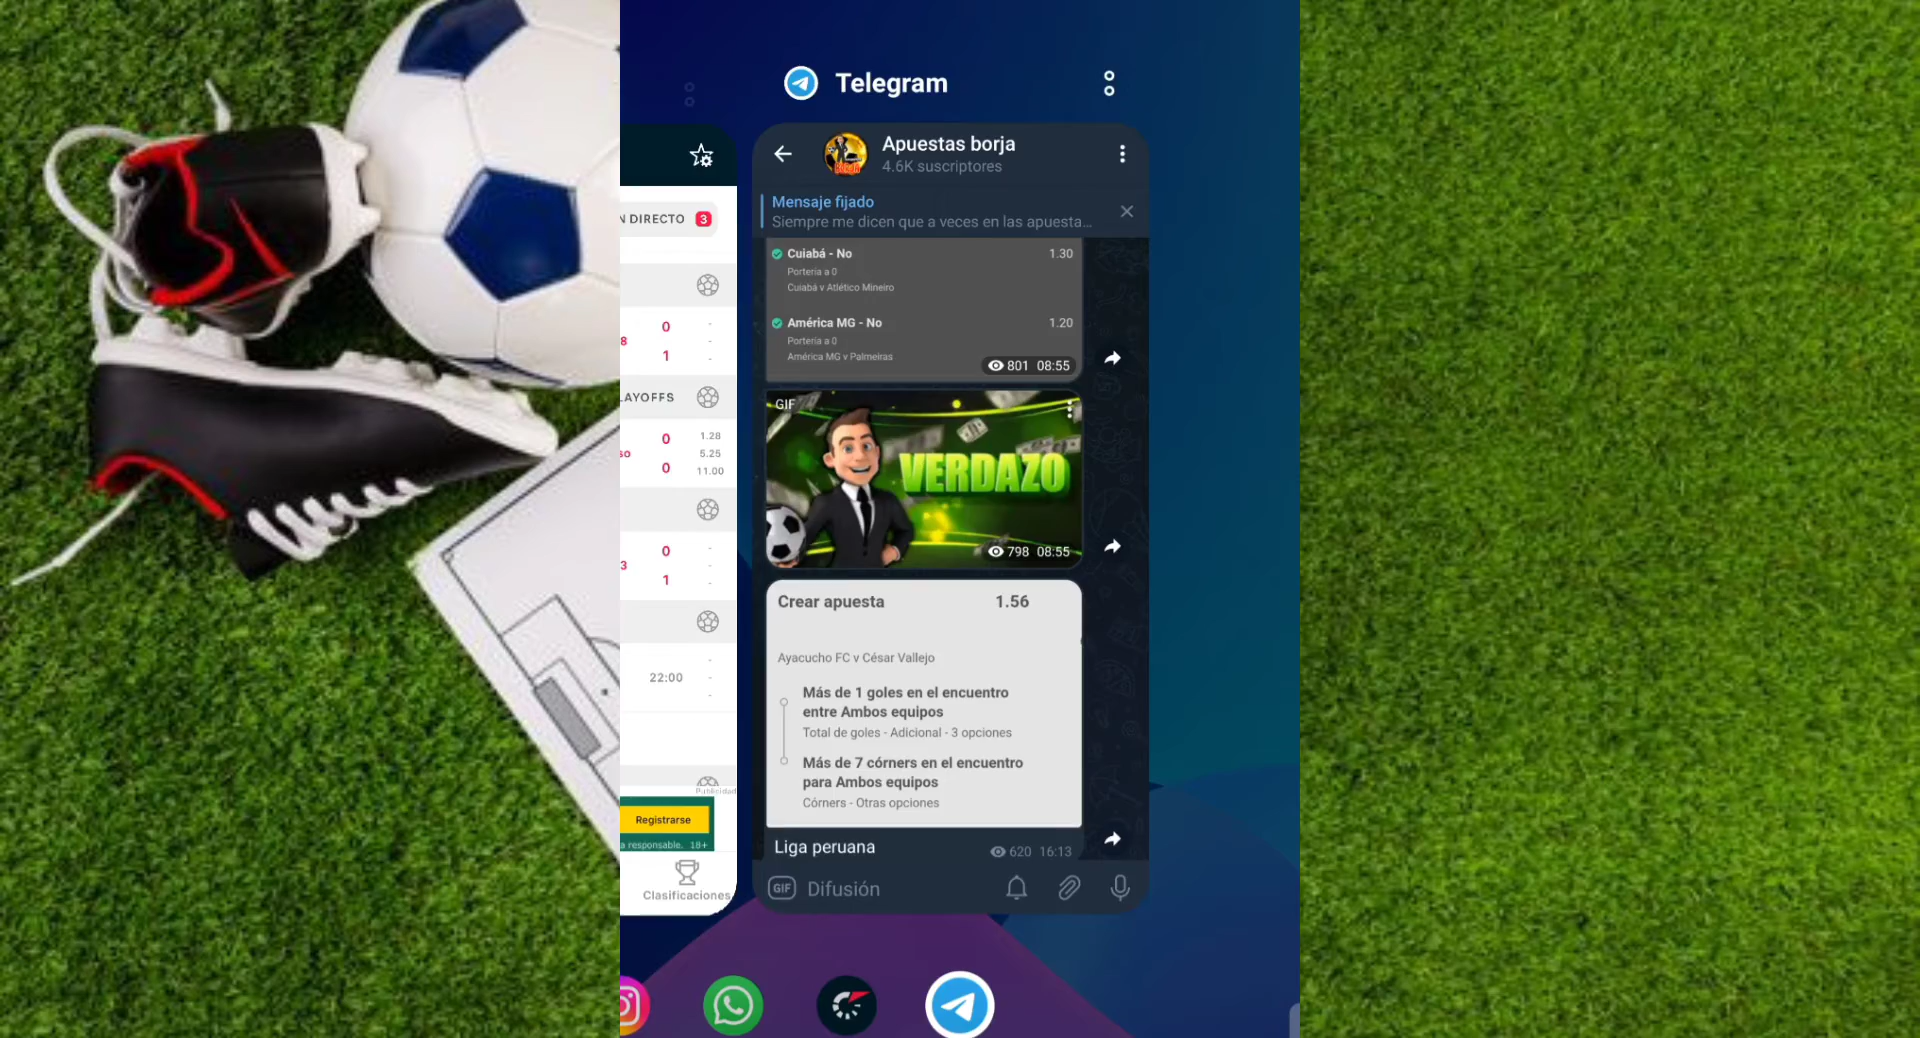 Telegram
Apuestas borja
4.6K suscriptores
Mensaje fijado
Siempre me dicen que a veces en las apuesta...
Cuiabá - No 1.30
Portería a 0
Cuiabá v Atlético Mineiro
América MG - No 1.20
Portería a 0
América MG v Palmeiras
801 08:55
GIF
VERDAZO
798 08:55
Crear apuesta 1.56
Ayacucho FC v César Vallejo
Más de 1 goles en el encuentro
entre Ambos equipos
Total de goles - Adicional - 3 opciones
Más de 7 córners en el encuentro
para Ambos equipos
Córners - Otras opciones
Liga peruana
620 16:13
GIF Difusión
N DIRECTO 3
0 -
8 -
1 -
LAYOFFS
0 1.28
so 5.25
0 11.00
0 -
3 -
1 -
-
22:00 -
-
Publicidad
Registrarse
a responsable. 18+
Clasificaciones